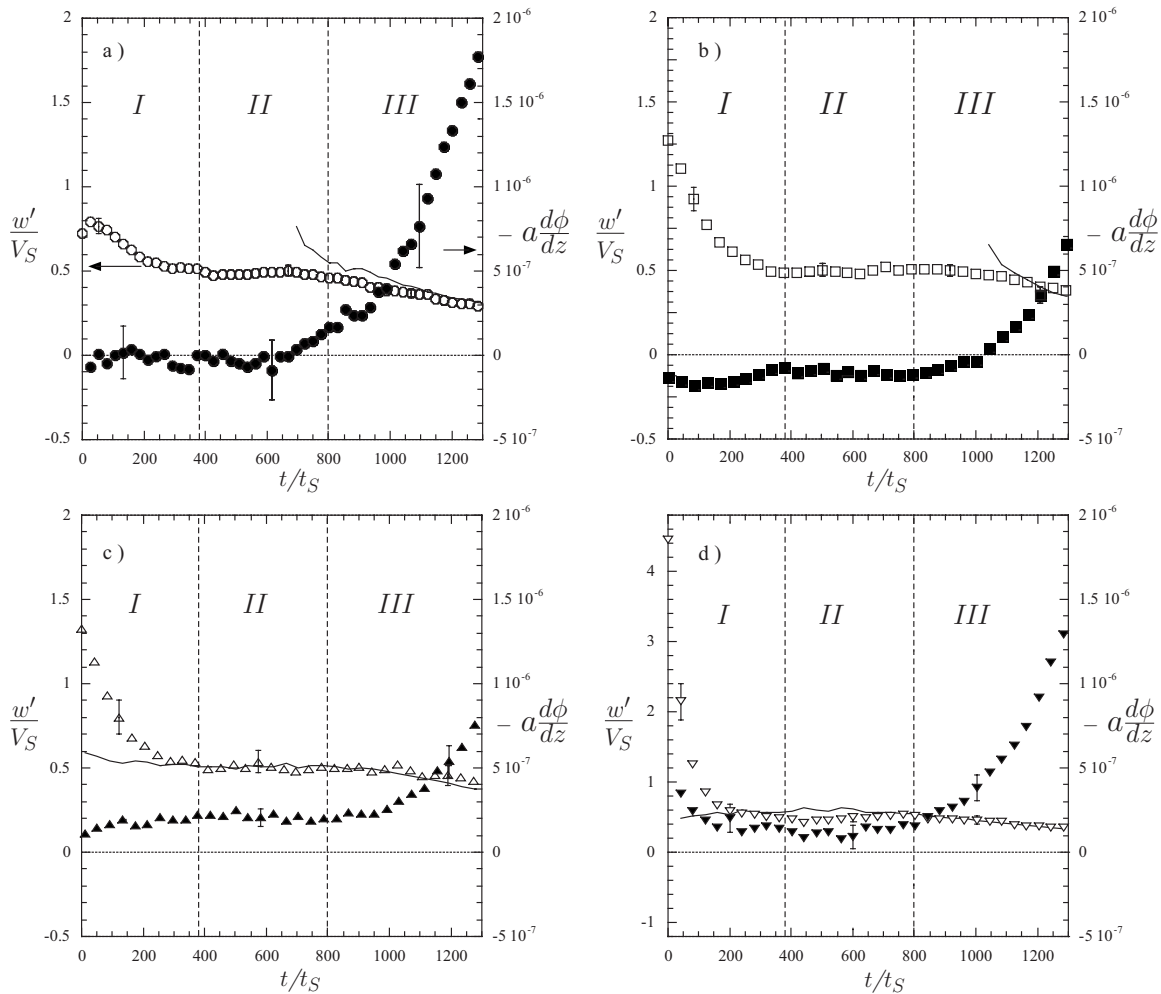 a )
I
II
III
2
1.5
1
0.5
0
-0.5
w′/V_S
2 10^-6
1.5 10^-6
1 10^-6
5 10^-7
0
-5 10^-7
− a dφ/dz
0 200 400 600 800 1000 1200
t/t_S
b )
I
II
III
2
1.5
1
0.5
0
-0.5
w′/V_S
2 10^-6
1.5 10^-6
1 10^-6
5 10^-7
0
-5 10^-7
− a dφ/dz
0 200 400 600 800 1000 1200
t/t_S
c )
I
II
III
2
1.5
1
0.5
0
-0.5
w′/V_S
2 10^-6
1.5 10^-6
1 10^-6
5 10^-7
0
-5 10^-7
− a dφ/dz
0 200 400 600 800 1000 1200
t/t_S
d )
I
II
III
4
3
2
1
0
-1
w′/V_S
2 10^-6
1.5 10^-6
1 10^-6
5 10^-7
0
-5 10^-7
− a dφ/dz
0 200 400 600 800 1000 1200
t/t_S